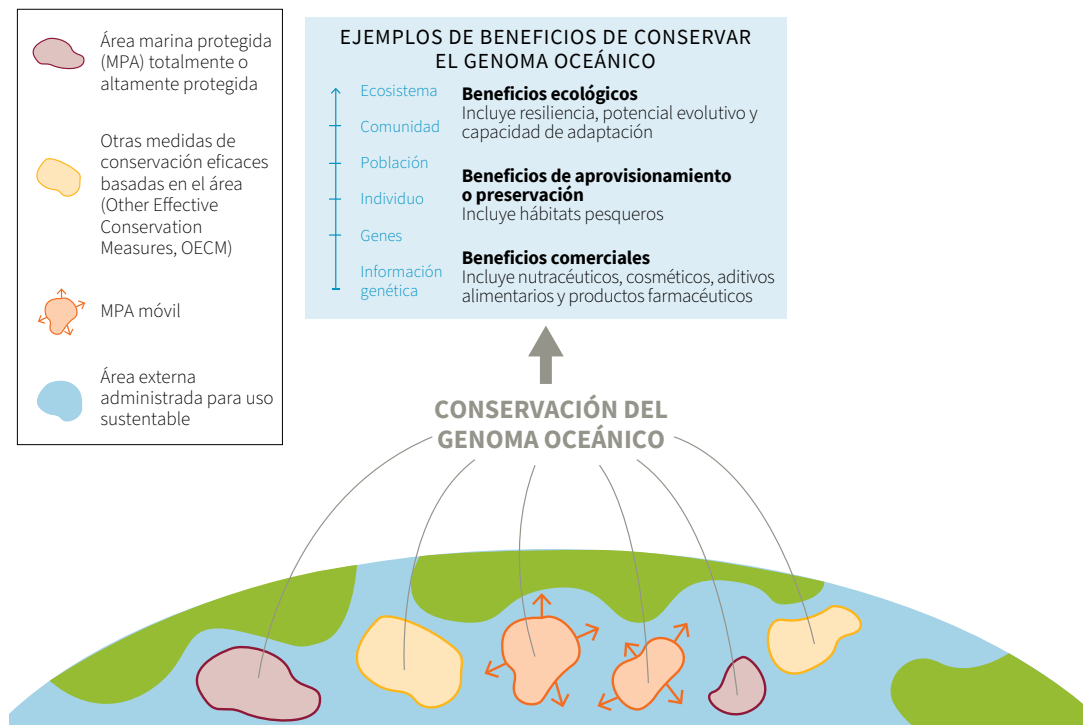 Área marina protegida
(MPA) totalmente o
altamente protegida
Otras medidas de
conservación eficaces
basadas en el área
(Other Effective
Conservation
Measures, OECM)
MPA móvil
Área externa
administrada para uso
sustentable
EJEMPLOS DE BENEFICIOS DE CONSERVAR
EL GENOMA OCEÁNICO
Ecosistema
Comunidad
Población
Individuo
Genes
Información
genética
Beneficios ecológicos
Incluye resiliencia, potencial evolutivo y
capacidad de adaptación
Beneficios de aprovisionamiento
o preservación
Incluye hábitats pesqueros
Beneficios comerciales
Incluye nutracéuticos, cosméticos, aditivos
alimentarios y productos farmacéuticos
CONSERVACIÓN DEL
GENOMA OCEÁNICO